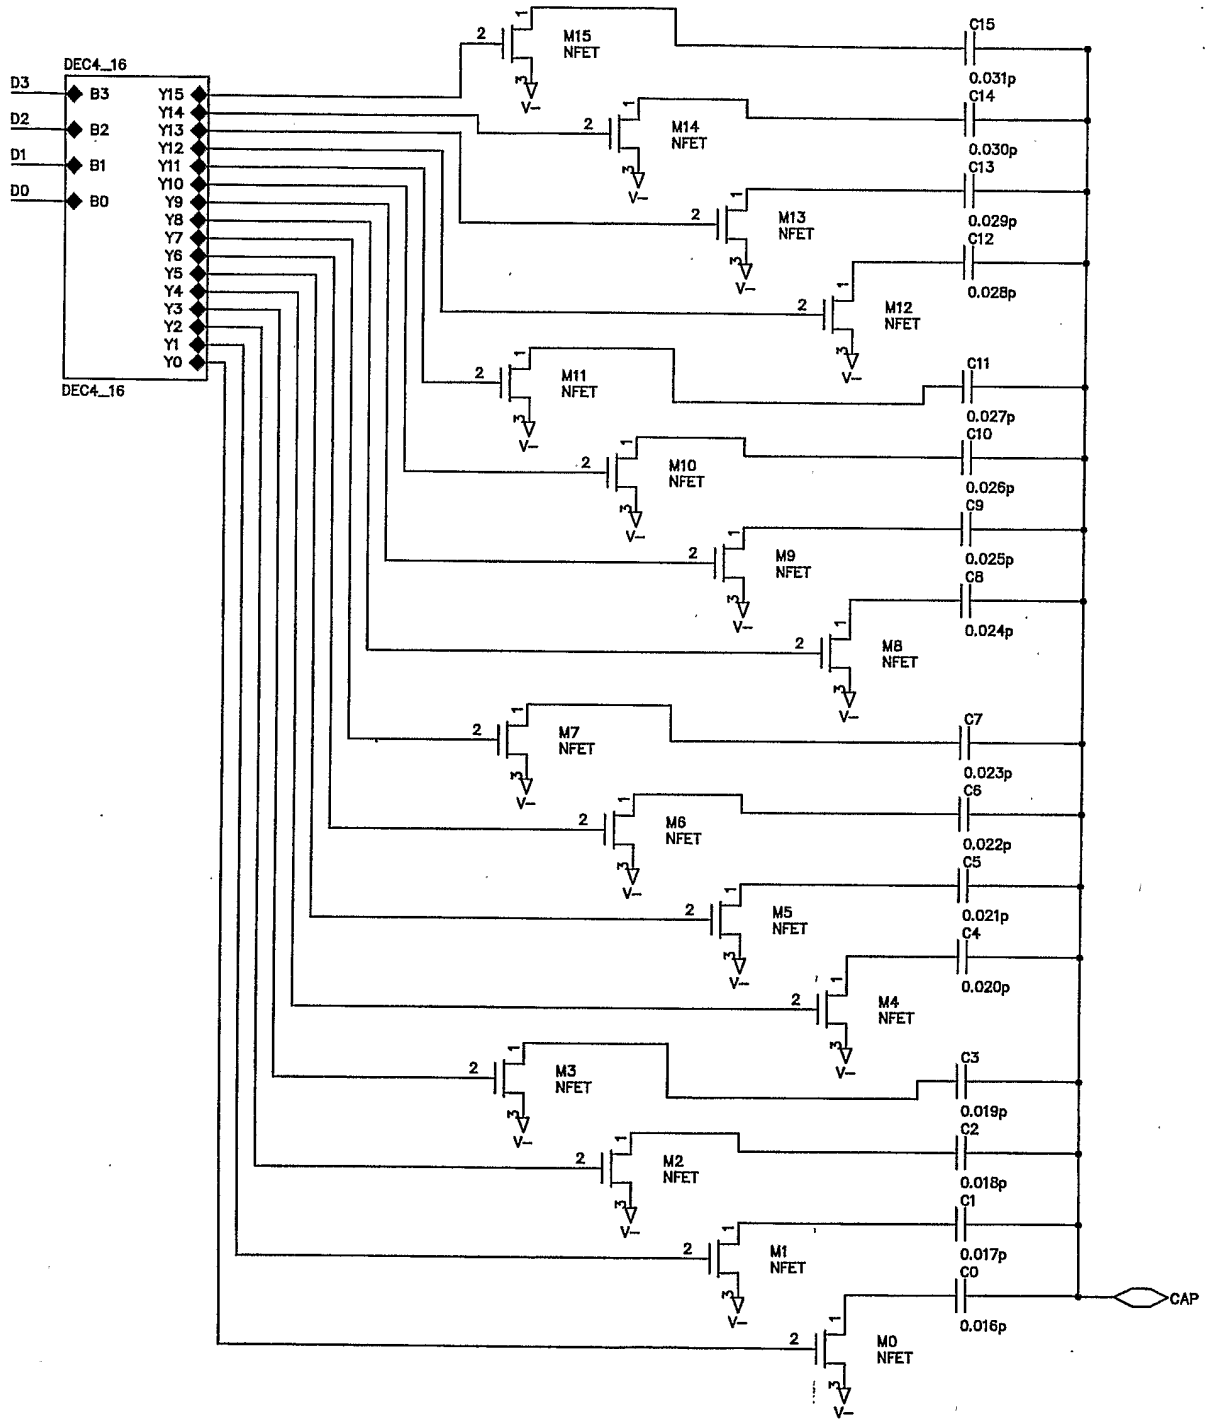 DEC4_16
D3 B3 Y15
Y14
D2 B2 Y13
Y12
D1 B1 Y11
Y10
D0 B0 Y9
Y8
Y7
Y6
Y5
Y4
Y3
Y2
Y1
Y0
DEC4_16
1 2 3 V- M15 NFET
C15 0.031p
1 2 3 V- M14 NFET
C14 0.030p
1 2 3 V- M13 NFET
C13 0.029p
1 2 3 V- M12 NFET
C12 0.028p
1 2 3 V- M11 NFET
C11 0.027p
1 2 3 V- M10 NFET
C10 0.026p
1 2 3 V- M9 NFET
C9 0.025p
1 2 3 V- M8 NFET
C8 0.024p
1 2 3 V- M7 NFET
C7 0.023p
1 2 3 V- M6 NFET
C6 0.022p
1 2 3 V- M5 NFET
C5 0.021p
1 2 3 V- M4 NFET
C4 0.020p
1 2 3 V- M3 NFET
C3 0.019p
1 2 3 V- M2 NFET
C2 0.018p
1 2 3 V- M1 NFET
C1 0.017p
1 2 3 V- M0 NFET
C0 0.016p
CAP